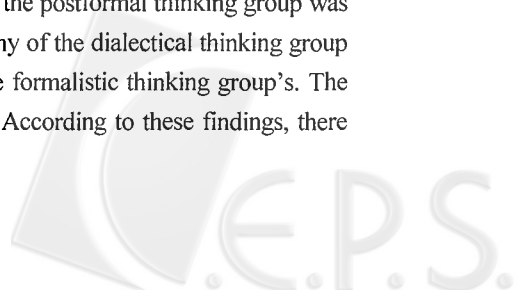 the postformal thinking group was
ny of the dialectical thinking group
e formalistic thinking group's. The
According to these findings, there
C.E.P.S.